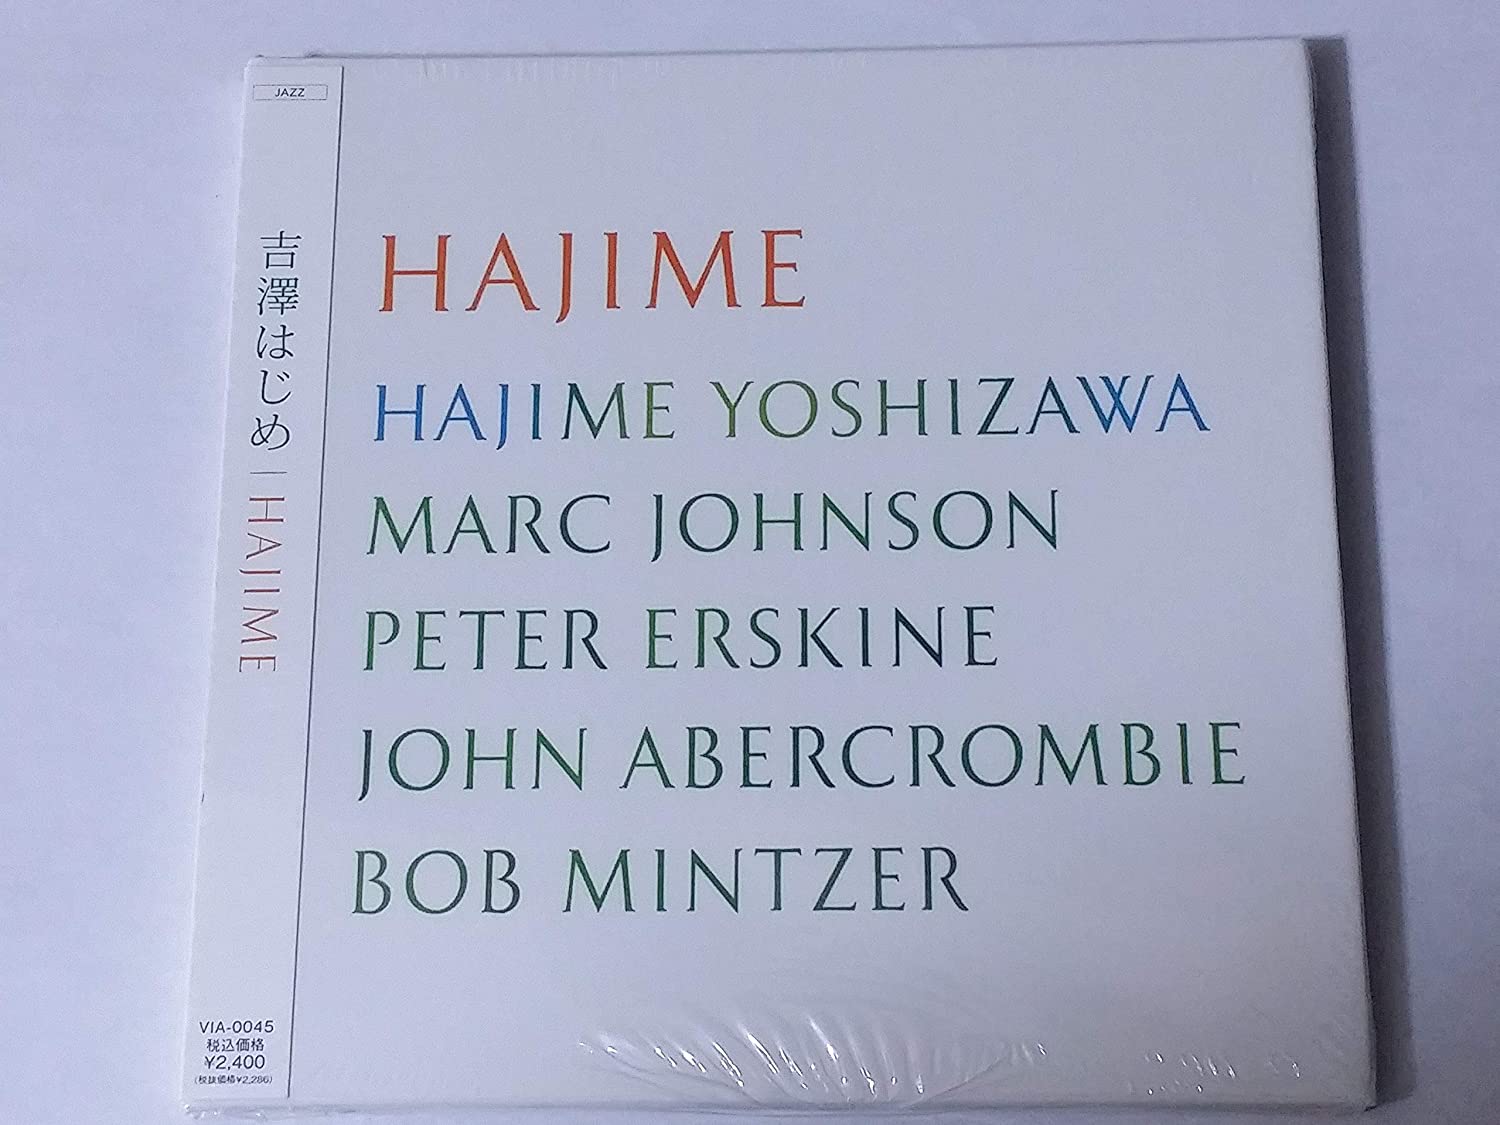 JAZZ
吉澤はじめ｜HAJIME
VIA-0045
税込価格
¥2,400
(税抜価格¥2,286)
HAJIME
HAJIME YOSHIZAWA
MARC JOHNSON
PETER ERSKINE
JOHN ABERCROMBIE
BOB MINTZER